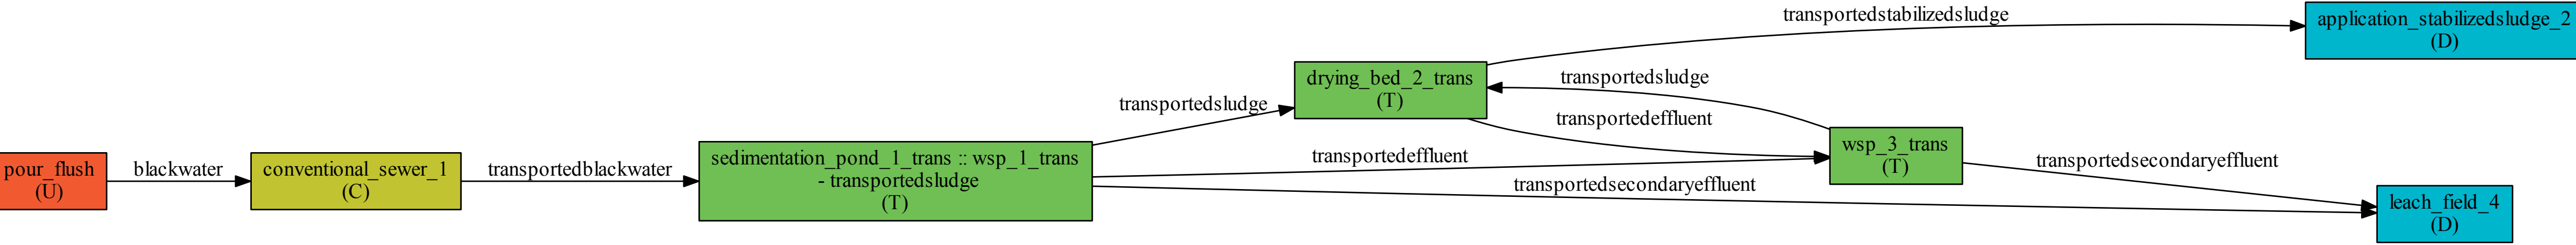 pour_flush
(U)
blackwater
conventional_sewer_1
(C)
transportedblackwater
sedimentation_pond_1_trans :: wsp_1_trans
- transportedsludge
(T)
transportedsludge
drying_bed_2_trans
(T)
transportedstabilizedsludge
application_stabilizedsludge_2
(D)
transportedsludge
transportedeffluent
transportedeffluent
transportedsecondaryeffluent
wsp_3_trans
(T)
transportedsecondaryeffluent
leach_field_4
(D)